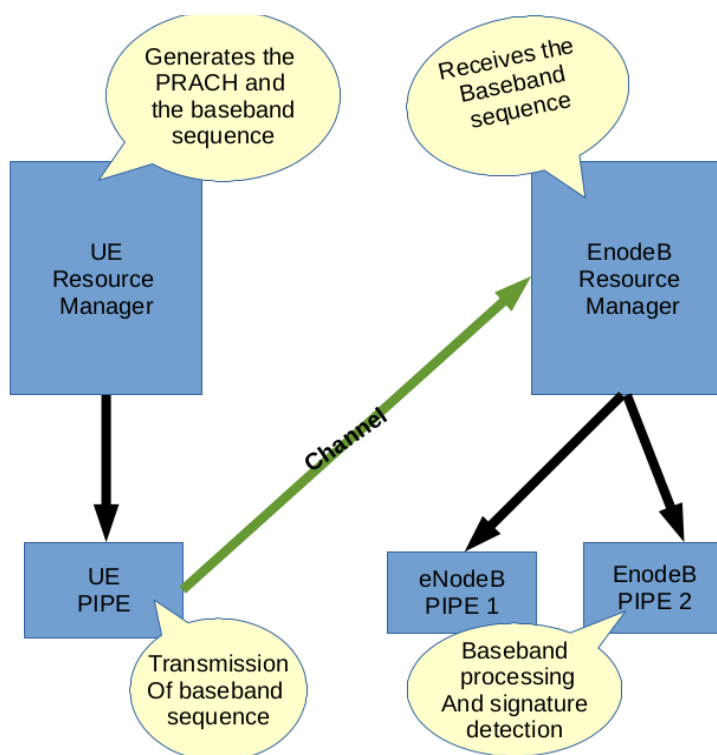 Generates the
PRACH and
the baseband
sequence
Receives the
Baseband
sequence
UE
Resource
Manager
EnodeB
Resource
Manager
Channel
UE
PIPE
eNodeB
PIPE 1
EnodeB
PIPE 2
Transmission
Of baseband
sequence
Baseband
processing
And signature
detection